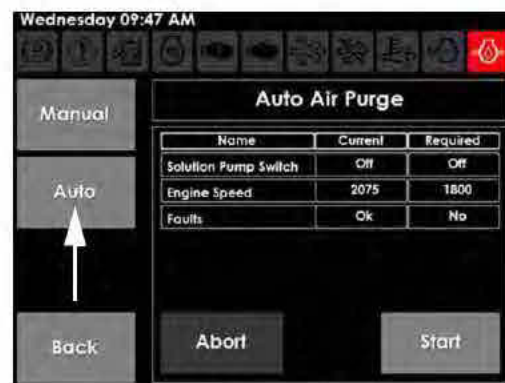 Wednesday 09:47 AM
Manual
Auto
Back
Auto Air Purge
Name Current Required
Solution Pump Switch Off Off
Engine Speed 2075 1800
Faults Ok No
Abort Start